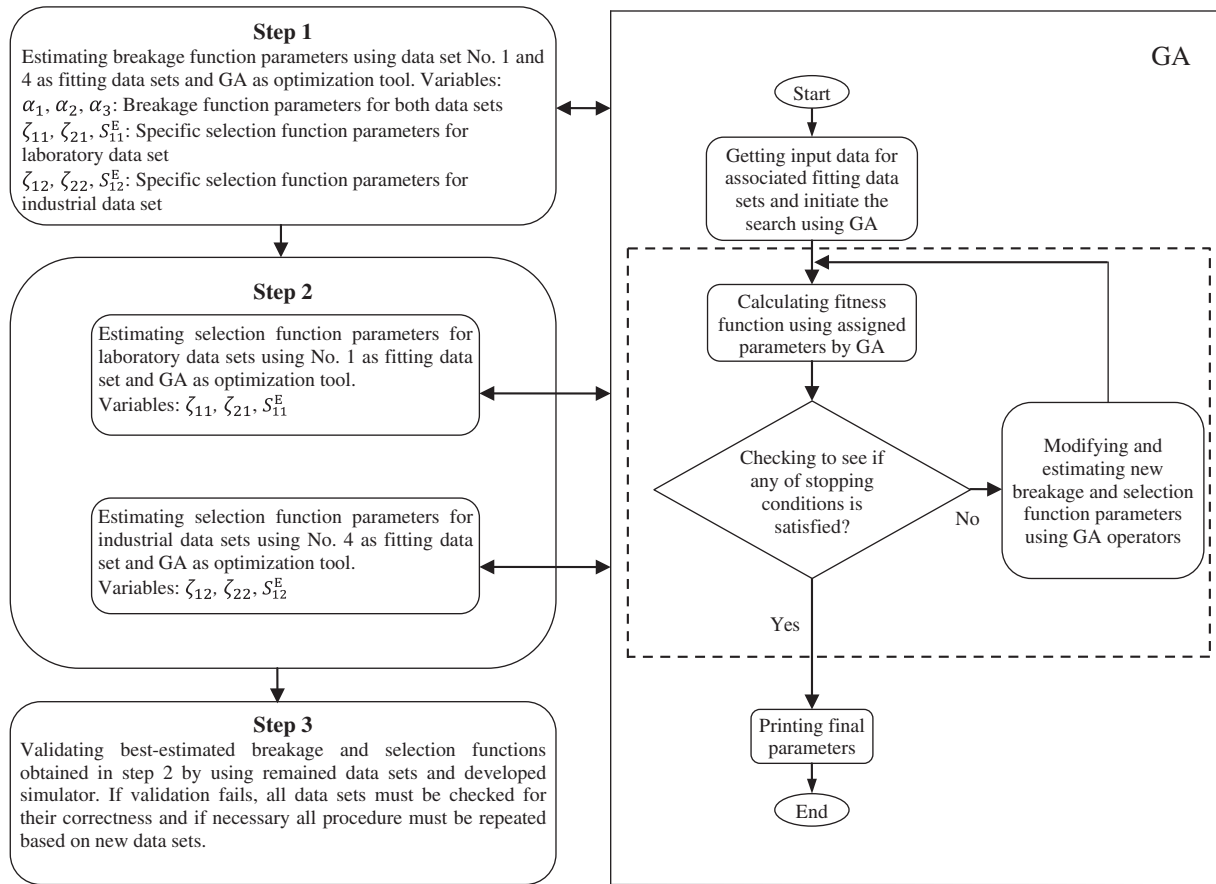 Step 1
Estimating breakage function parameters using data set No. 1 and
4 as fitting data sets and GA as optimization tool. Variables:
α₁, α₂, α₃: Breakage function parameters for both data sets
ζ₁₁, ζ₂₁, S₁₁ᴱ: Specific selection function parameters for
laboratory data set
ζ₁₂, ζ₂₂, S₁₂ᴱ: Specific selection function parameters for
industrial data set
Step 2
Estimating selection function parameters for
laboratory data sets using No. 1 as fitting data
set and GA as optimization tool.
Variables: ζ₁₁, ζ₂₁, S₁₁ᴱ
Estimating selection function parameters for
industrial data sets using No. 4 as fitting data
set and GA as optimization tool.
Variables: ζ₁₂, ζ₂₂, S₁₂ᴱ
Step 3
Validating best-estimated breakage and selection functions
obtained in step 2 by using remained data sets and developed
simulator. If validation fails, all data sets must be checked for
their correctness and if necessary all procedure must be repeated
based on new data sets.
GA
Start
Getting input data for
associated fitting data
sets and initiate the
search using GA
Calculating fitness
function using assigned
parameters by GA
Checking to see if
any of stopping
conditions is
satisfied?
No
Modifying and
estimating new
breakage and selection
function parameters
using GA operators
Yes
Printing final
parameters
End